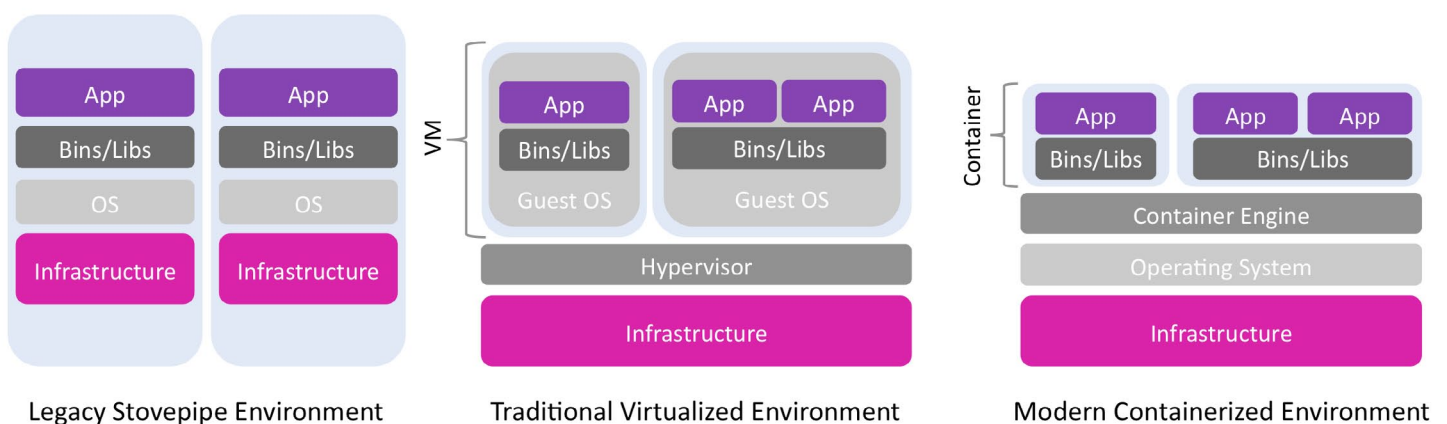 App
Bins/Libs
OS
Infrastructure
App
Bins/Libs
OS
Infrastructure
Legacy Stovepipe Environment
VM
App
Bins/Libs
Guest OS
App App
Bins/Libs
Guest OS
Hypervisor
Infrastructure
Traditional Virtualized Environment
Container
App
Bins/Libs
App App
Bins/Libs
Container Engine
Operating System
Infrastructure
Modern Containerized Environment